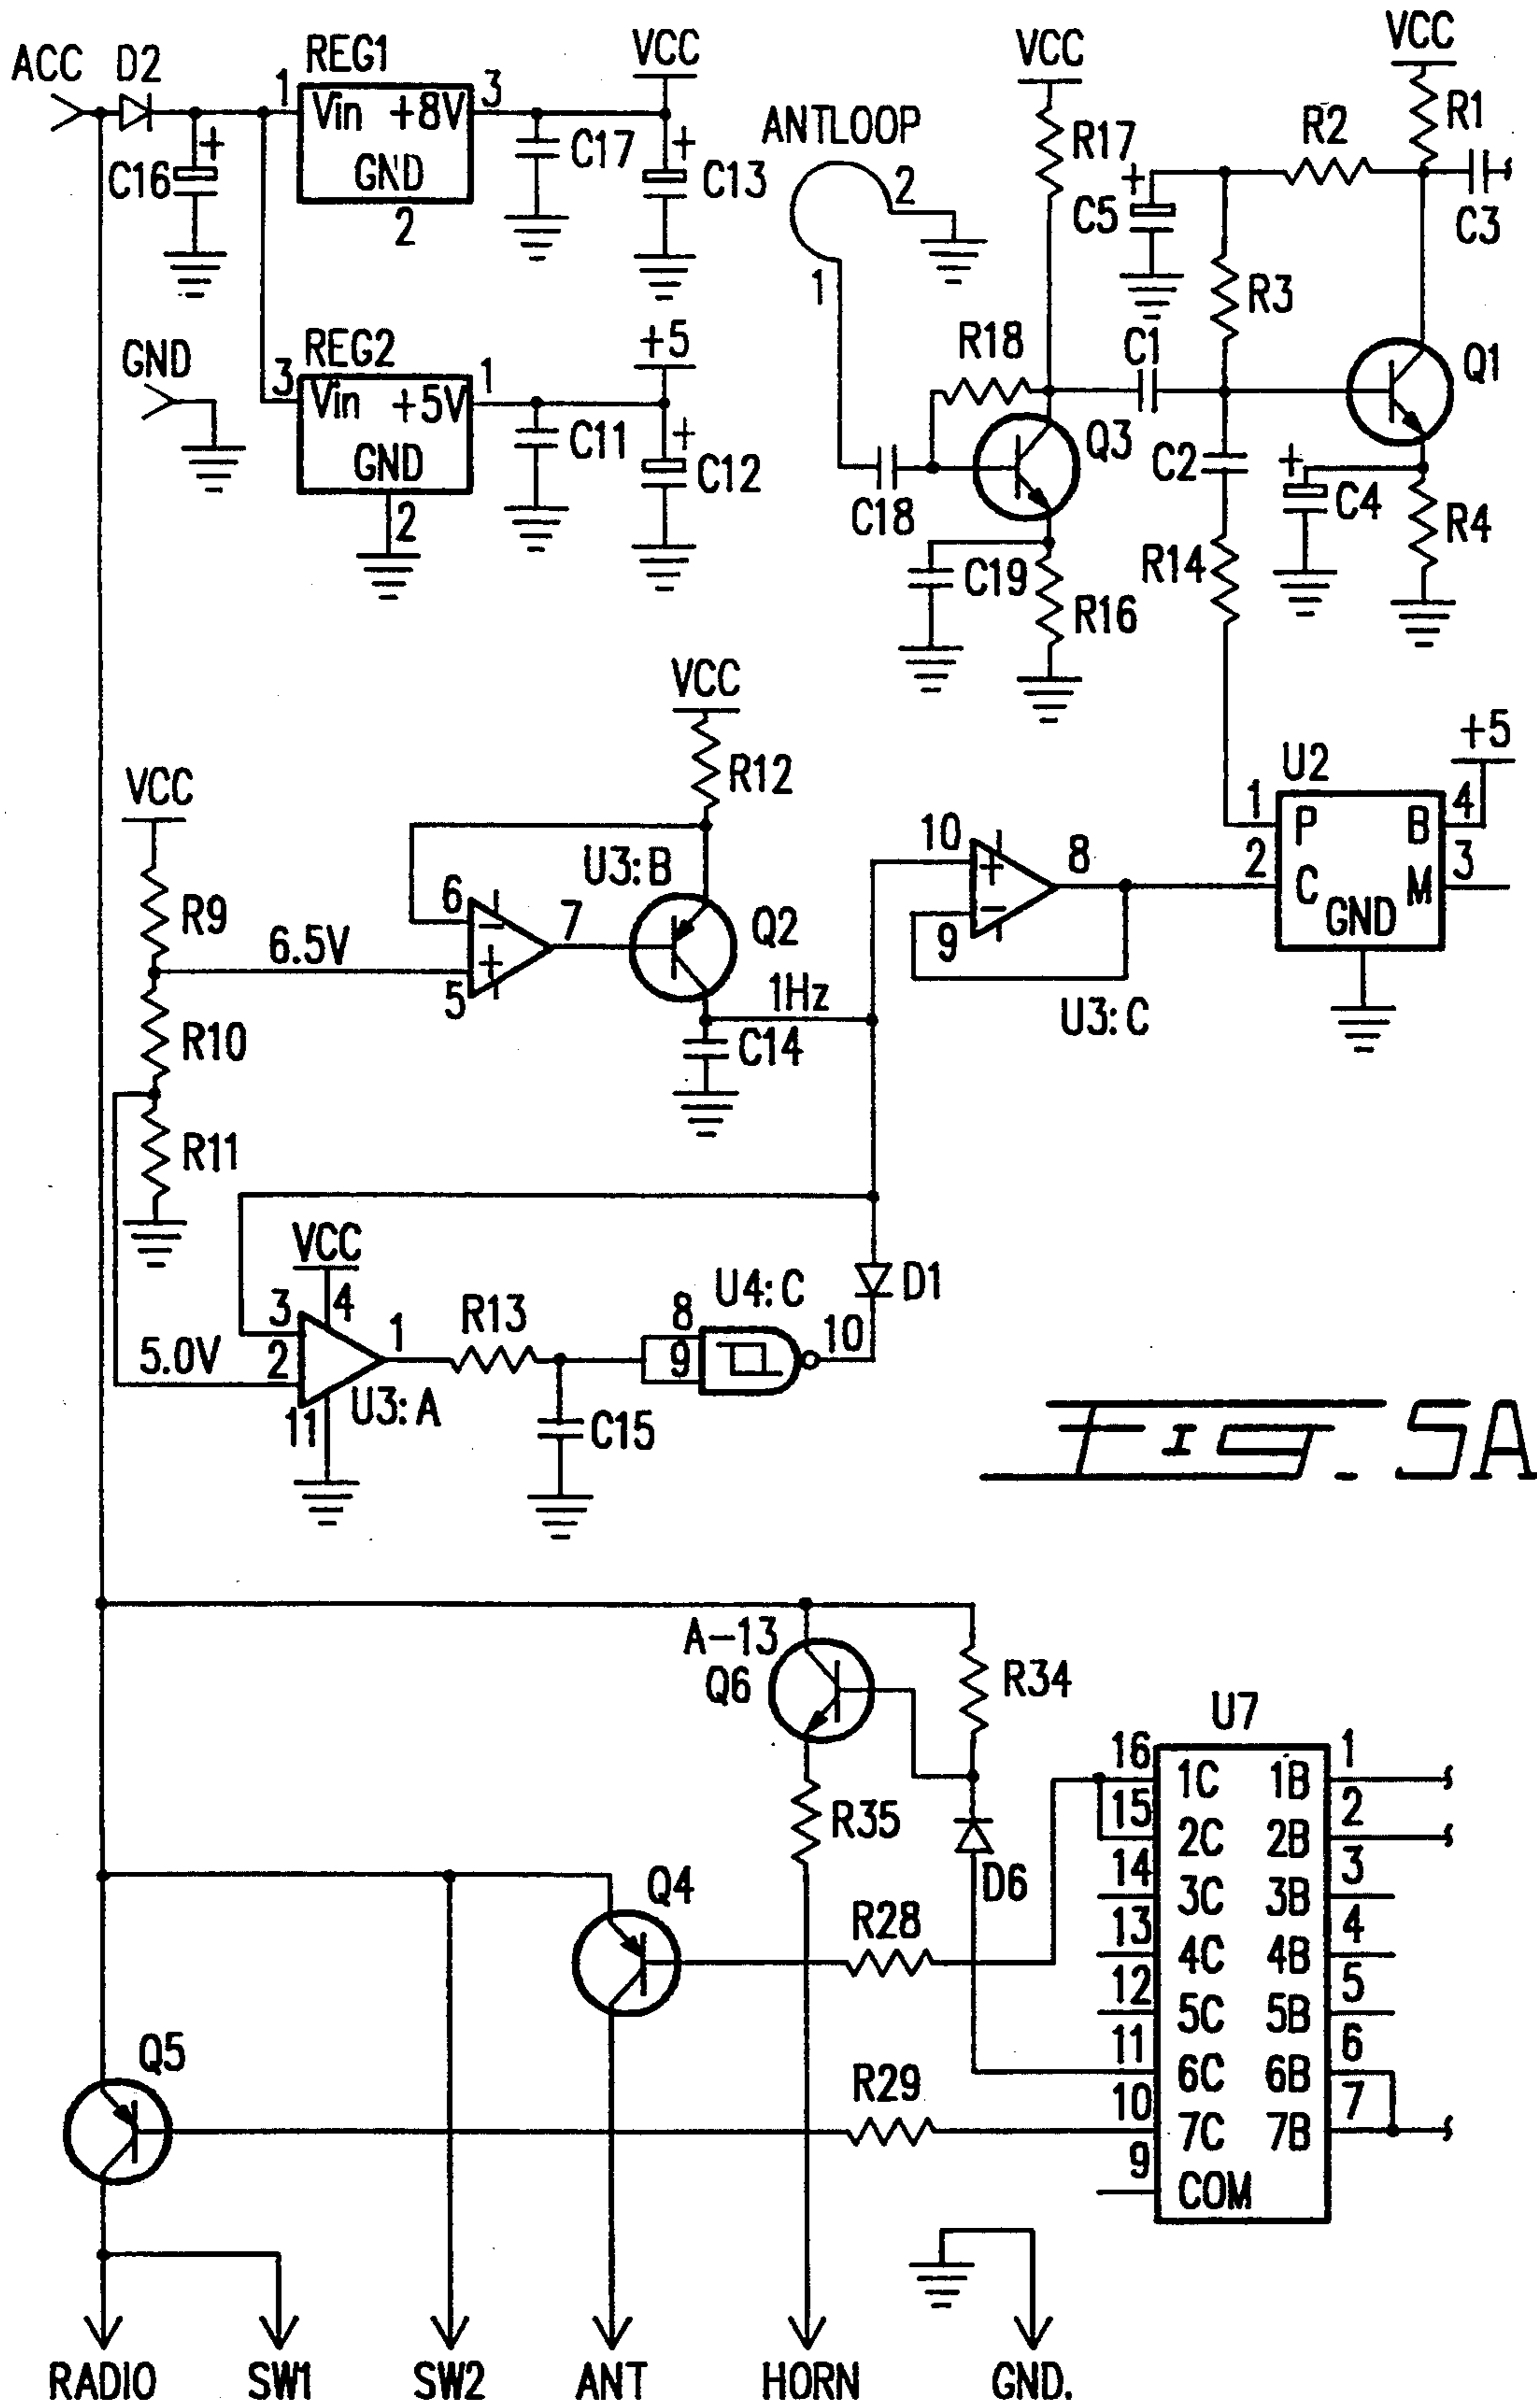 ACC D2 REG1 VCC VCC VCC
1 Vin +8V 3
GND
2
C16 + C17 + C13
ANTLOOP
2
1
R17 R2 R1
+ C5 C3
R3
GND
REG2 +5
3 Vin +5V 1
GND
2
C11 + C12
R18 C1 Q1
Q3 C2 + C4
C18
C19 R14 R4
R16
VCC
R12
VCC
U2 +5
1 P B 4
2 C M 3
GND
R9
6.5V
U3:B
6 -
5 +
7 Q2
10 +
9 -
8
U3:C
1Hz
R10 C14
R11
VCC
3 4 1
2
5.0V
11 U3:A
R13 8
9
U4:C
10 D1
C15
FIG. 5A
A-13
Q6 R34
U7
16 1C 1B 1
15 2C 2B 2
14 3C 3B 3
13 4C 4B 4
12 5C 5B 5
11 6C 6B 6
10 7C 7B 7
9 COM
R35
D6
Q4 R28
Q5 R29
RADIO SW1 SW2 ANT HORN GND.